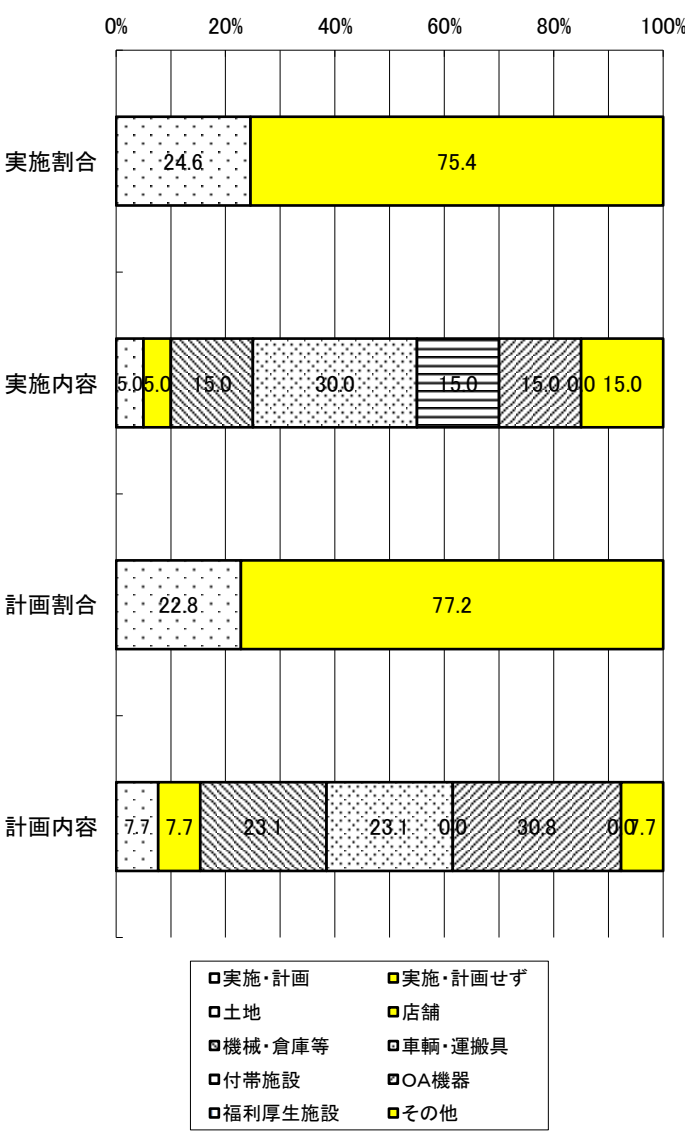 0% 20% 40% 60% 80% 100%
実施割合 24.6 75.4
実施内容 5.0 5.0 15.0 30.0 15.0 15.0 0.0 15.0
計画割合 22.8 77.2
計画内容 7.7 7.7 23.1 23.1 0.0 30.8 0.0 7.7
実施・計画 実施・計画せず
土地 店舗
機械・倉庫等 車輌・運搬具
付帯施設 OA機器
福利厚生施設 その他